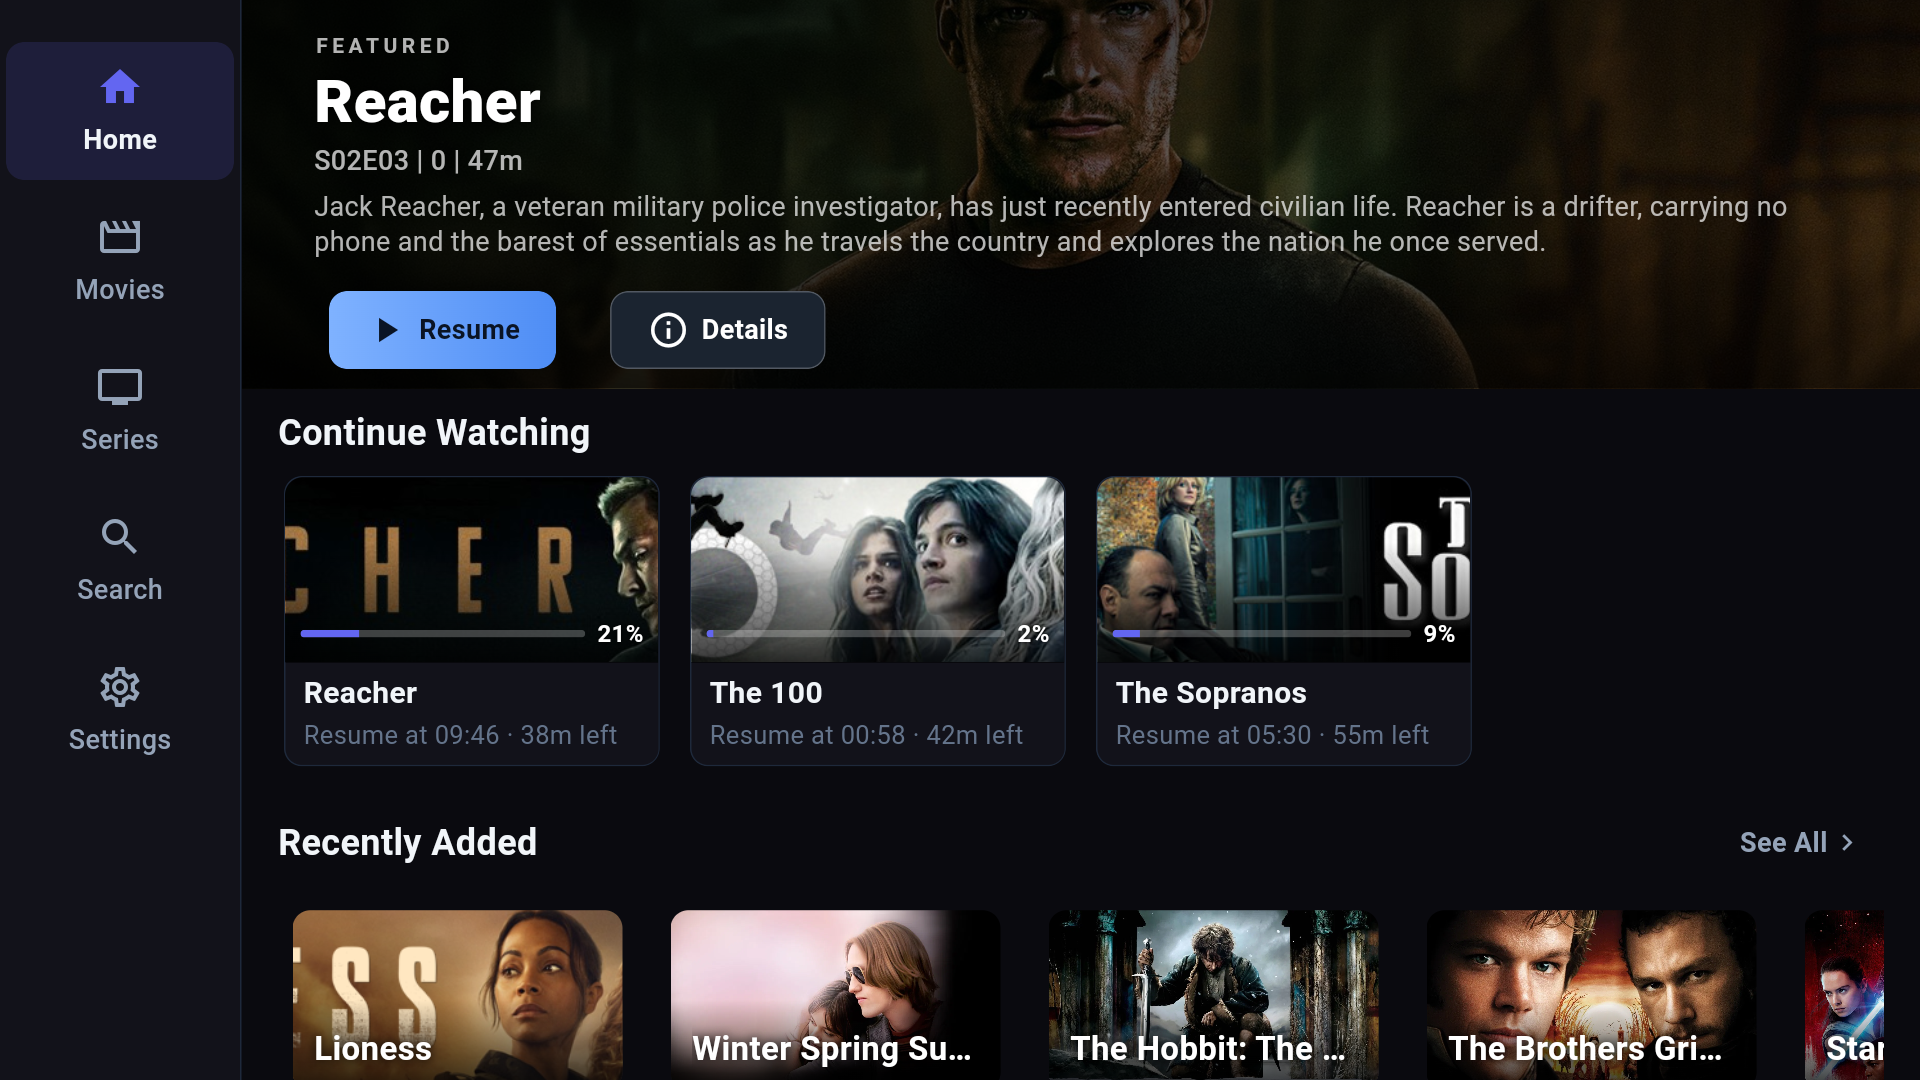 Home
Movies
Series
Search
Settings
FEATURED
Reacher
S02E03 | 0 | 47m
Jack Reacher, a veteran military police investigator, has just recently entered civilian life. Reacher is a drifter, carrying no
phone and the barest of essentials as he travels the country and explores the nation he once served.
Resume
Details
Continue Watching
CHER
21%
Reacher
Resume at 09:46 · 38m left
2%
The 100
Resume at 00:58 · 42m left
T
SO
9%
The Sopranos
Resume at 05:30 · 55m left
Recently Added
See All
ESS
Lioness
Winter Spring Su...
The Hobbit: The ...
The Brothers Gri...
Star